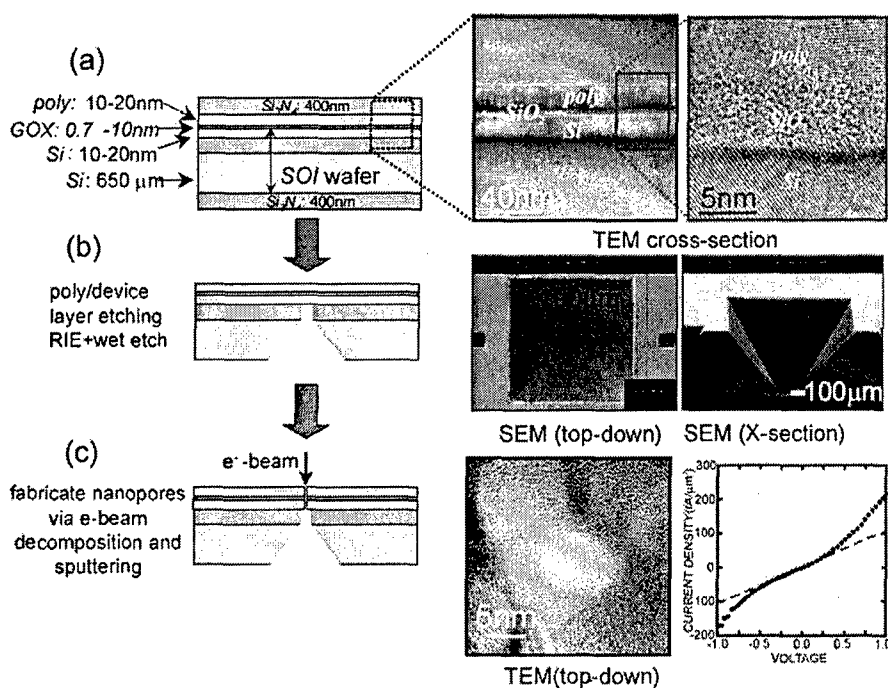 (a)
poly: 10-20nm
GOX: 0.7 -10nm
Si: 10-20nm
Si: 650 μm
Si₃N₄: 400nm
SOI wafer
Si₃N₄: 400nm
poly
SiO₂
Si
40nm
poly
SiO₂
Si
5nm
TEM cross-section
(b)
poly/device
layer etching
RIE+wet etch
100μm
SEM (top-down)
SEM (X-section)
(c)
e⁻-beam
fabricate nanopores
via e-beam
decomposition and
sputtering
5nm
TEM(top-down)
CURRENT DENSITY(fA/μm²)
300
200
100
0
-100
-200
-1.0 -0.5 0.0 0.5 1.0
VOLTAGE